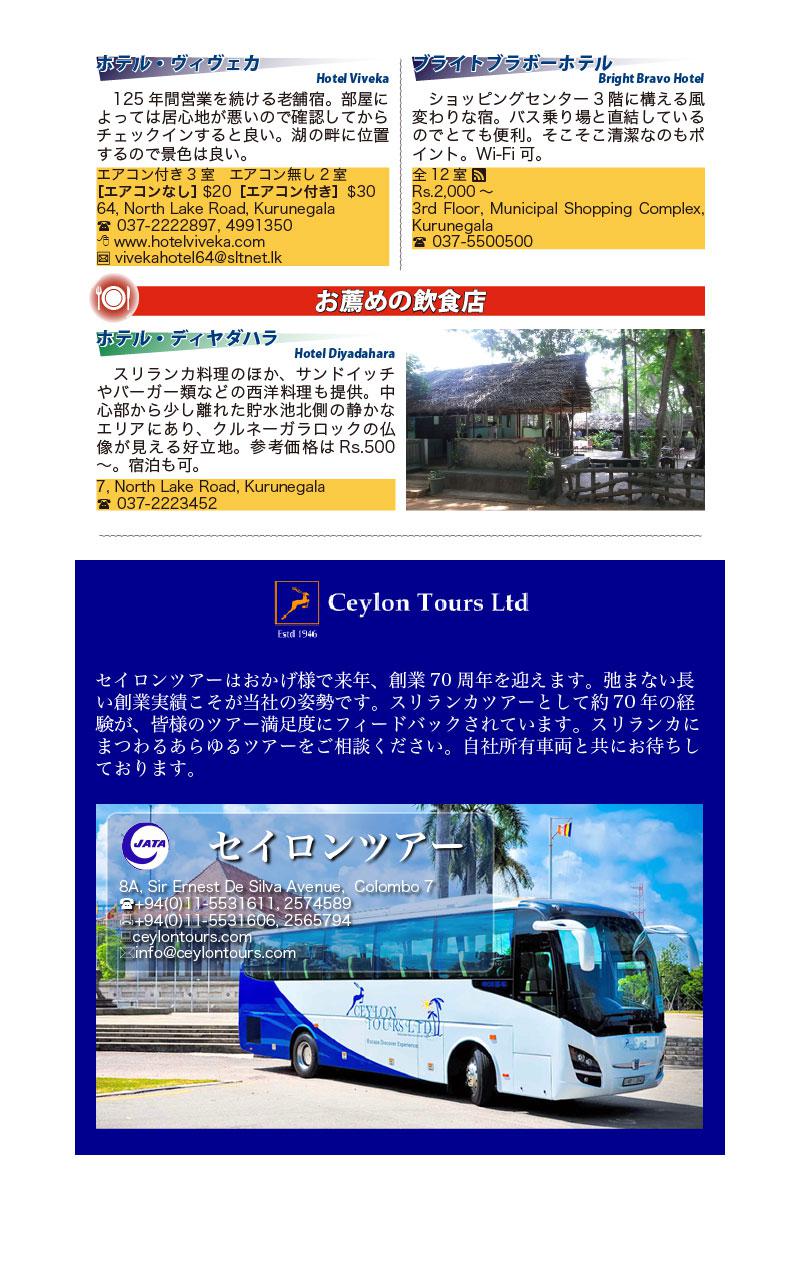 ホテル・ヴィヴェカ
Hotel Viveka
125 年間営業を続ける老舗宿。部屋に
よっては居心地が悪いので確認してから
チェックインすると良い。湖の畔に位置
するので景色は良い。
エアコン付き 3 室　エアコン無し 2 室
[エアコンなし] $20 [エアコン付き] $30
64, North Lake Road, Kurunegala
☎ 037-2222897, 4991350
www.hotelviveka.com
vivekahotel64@sltnet.lk
ブライトブラボーホテル
Bright Bravo Hotel
ショッピングセンター 3 階に構える風
変わりな宿。バス乗り場と直結している
のでとても便利。そこそこ清潔なのもポ
イント。Wi-Fi 可。
全 12 室
Rs.2,000 ～
3rd Floor, Municipal Shopping Complex,
Kurunegala
☎ 037-5500500
お薦めの飲食店
ホテル・ディヤダハラ
Hotel Diyadahara
スリランカ料理のほか、サンドイッチ
やバーガー類などの西洋料理も提供。中
心部から少し離れた貯水池北側の静かな
エリアにあり、クルネーガラロックの仏
像が見える好立地。参考価格は Rs.500
～。宿泊も可。
7, North Lake Road, Kurunegala
☎ 037-2223452
Ceylon Tours Ltd
Estd 1946
セイロンツアーはおかげ様で来年、創業 70 周年を迎えます。弛まない長
い創業実績こそが当社の姿勢です。スリランカツアーとして約 70 年の経
験が、皆様のツアー満足度にフィードバックされています。スリランカに
まつわるあらゆるツアーをご相談ください。自社所有車両と共にお待ちし
ております。
JATA
セイロンツアー
8A, Sir Ernest De Silva Avenue, Colombo 7
☎+94(0)11-5531611, 2574589
+94(0)11-5531606, 2565794
ceylontours.com
info@ceylontours.com
CEYLON
TOURS LTD
Escape Discover Experience